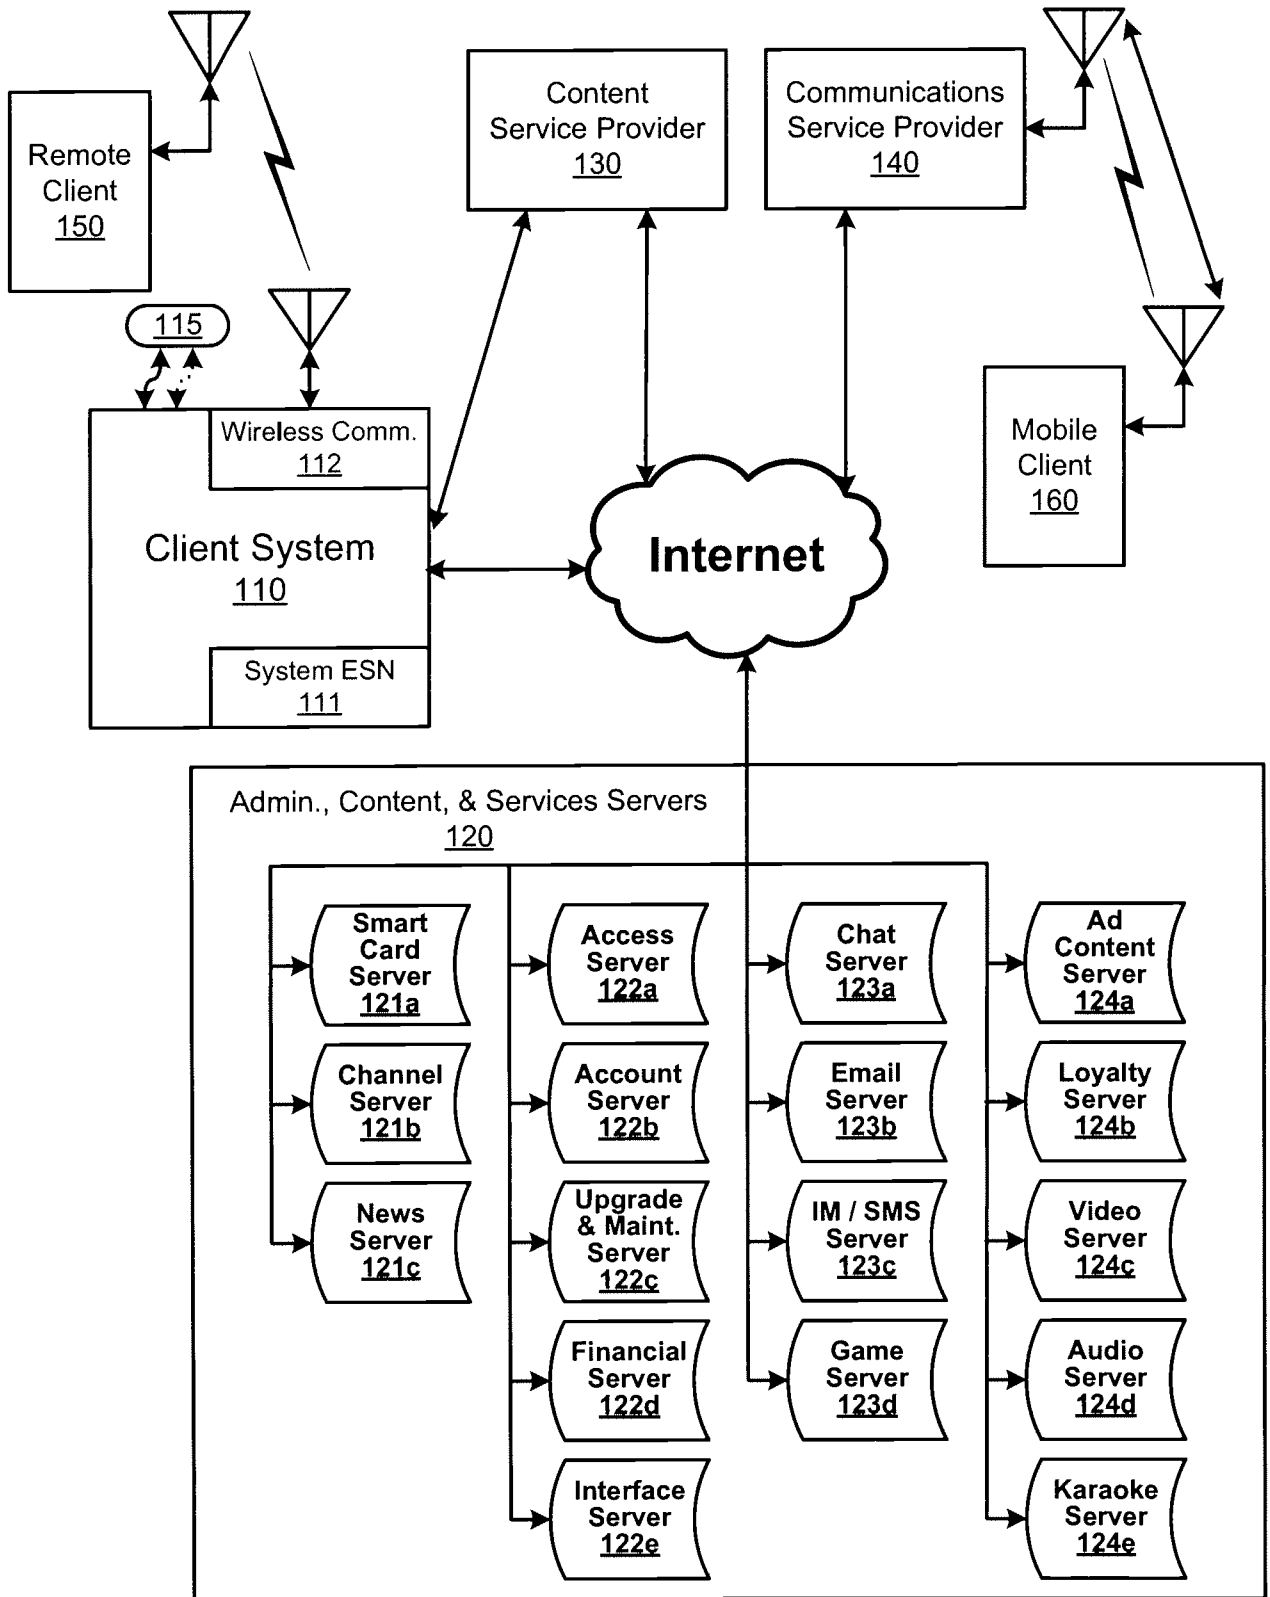 Remote
Client
150
Content
Service Provider
130
Communications
Service Provider
140
115
Wireless Comm.
112
Client System
110
System ESN
111
Internet
Mobile
Client
160
Admin., Content, & Services Servers
120
Smart
Card
Server
121a
Access
Server
122a
Chat
Server
123a
Ad
Content
Server
124a
Channel
Server
121b
Account
Server
122b
Email
Server
123b
Loyalty
Server
124b
News
Server
121c
Upgrade
& Maint.
Server
122c
IM / SMS
Server
123c
Video
Server
124c
Financial
Server
122d
Game
Server
123d
Audio
Server
124d
Interface
Server
122e
Karaoke
Server
124e